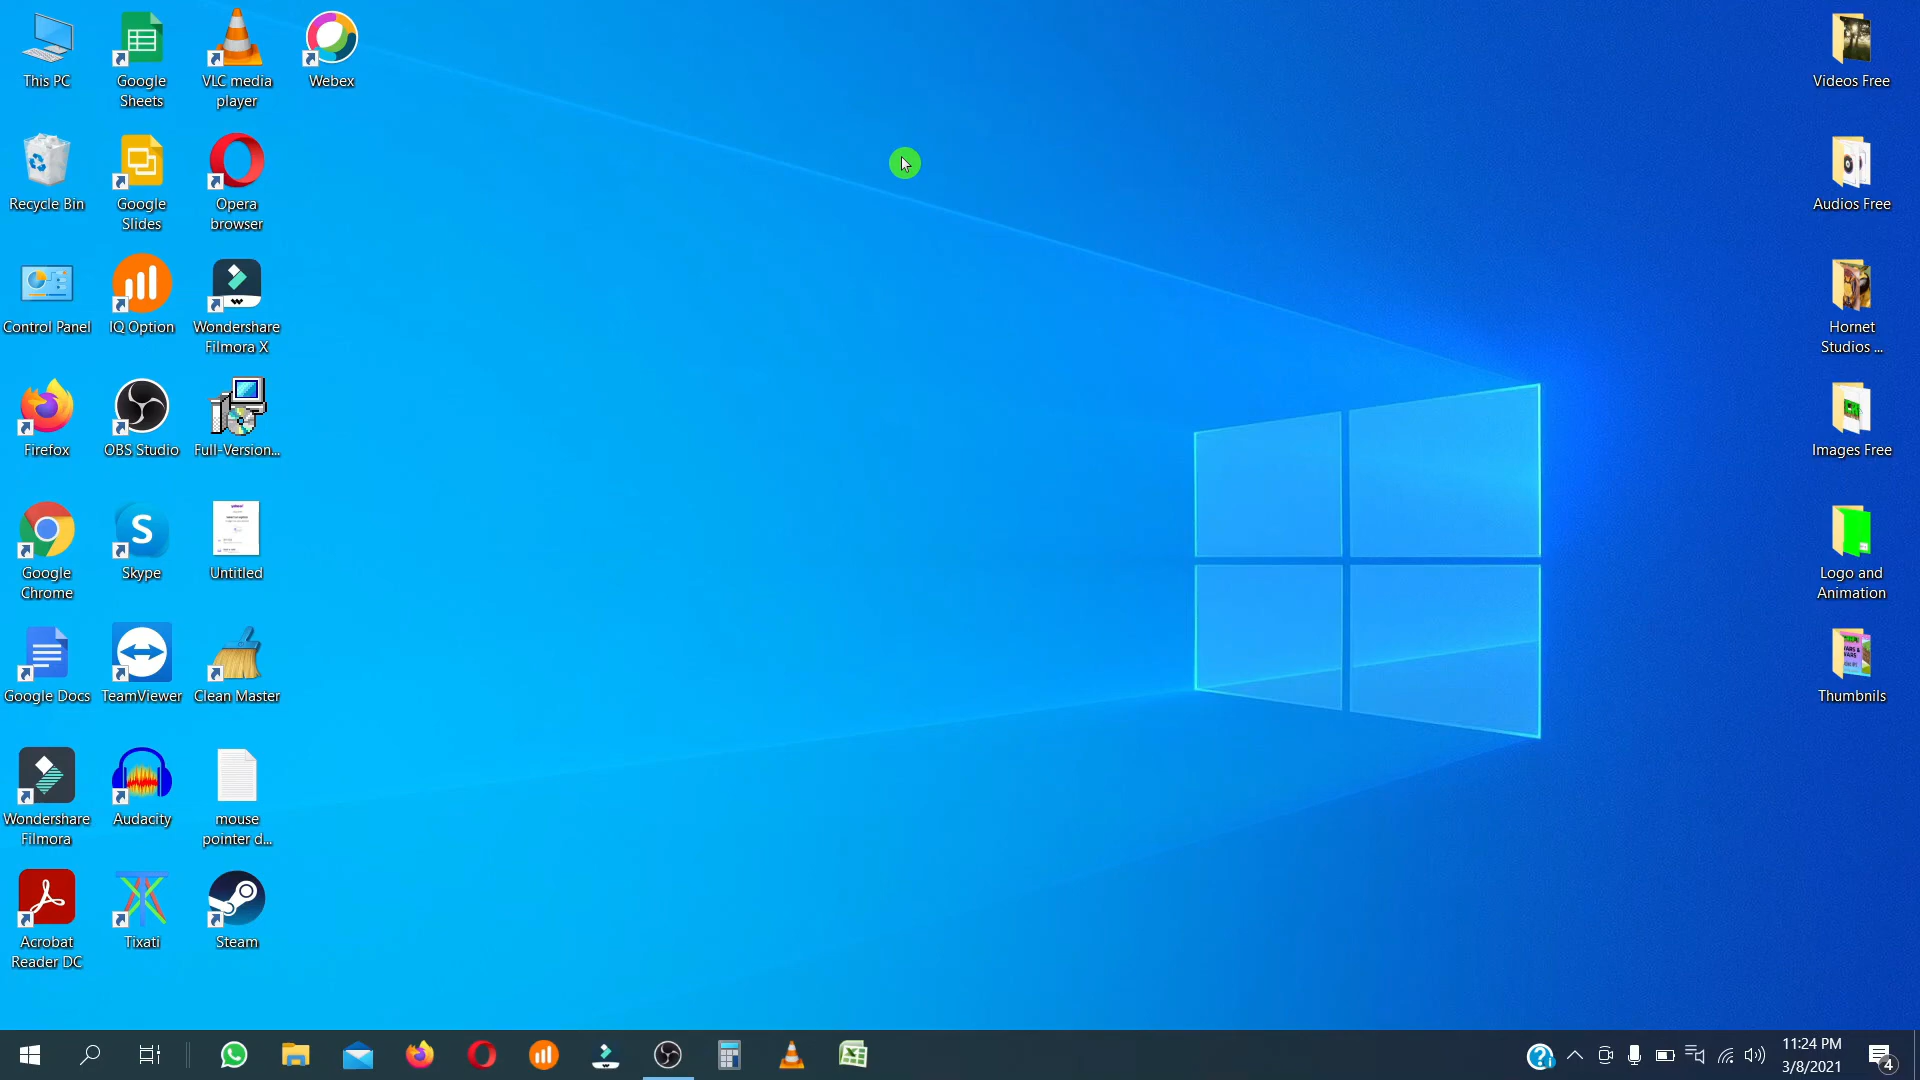 This PC
Google
Sheets
VLC media
player
Webex
Recycle Bin
Google
Slides
Opera
browser
Control Panel
IQ Option
Wondershare
Filmora X
Firefox
OBS Studio
Full-Version...
Google
Chrome
S
Skype
Untitled
Google Docs
TeamViewer
Clean Master
Wondershare
Filmora
Audacity
mouse
pointer d...
Acrobat
Reader DC
Tixati
Steam
Videos Free
Audios Free
Hornet
Studios ...
Images Free
Logo and
Animation
Thumbnils
11:24 PM
3/8/2021
4